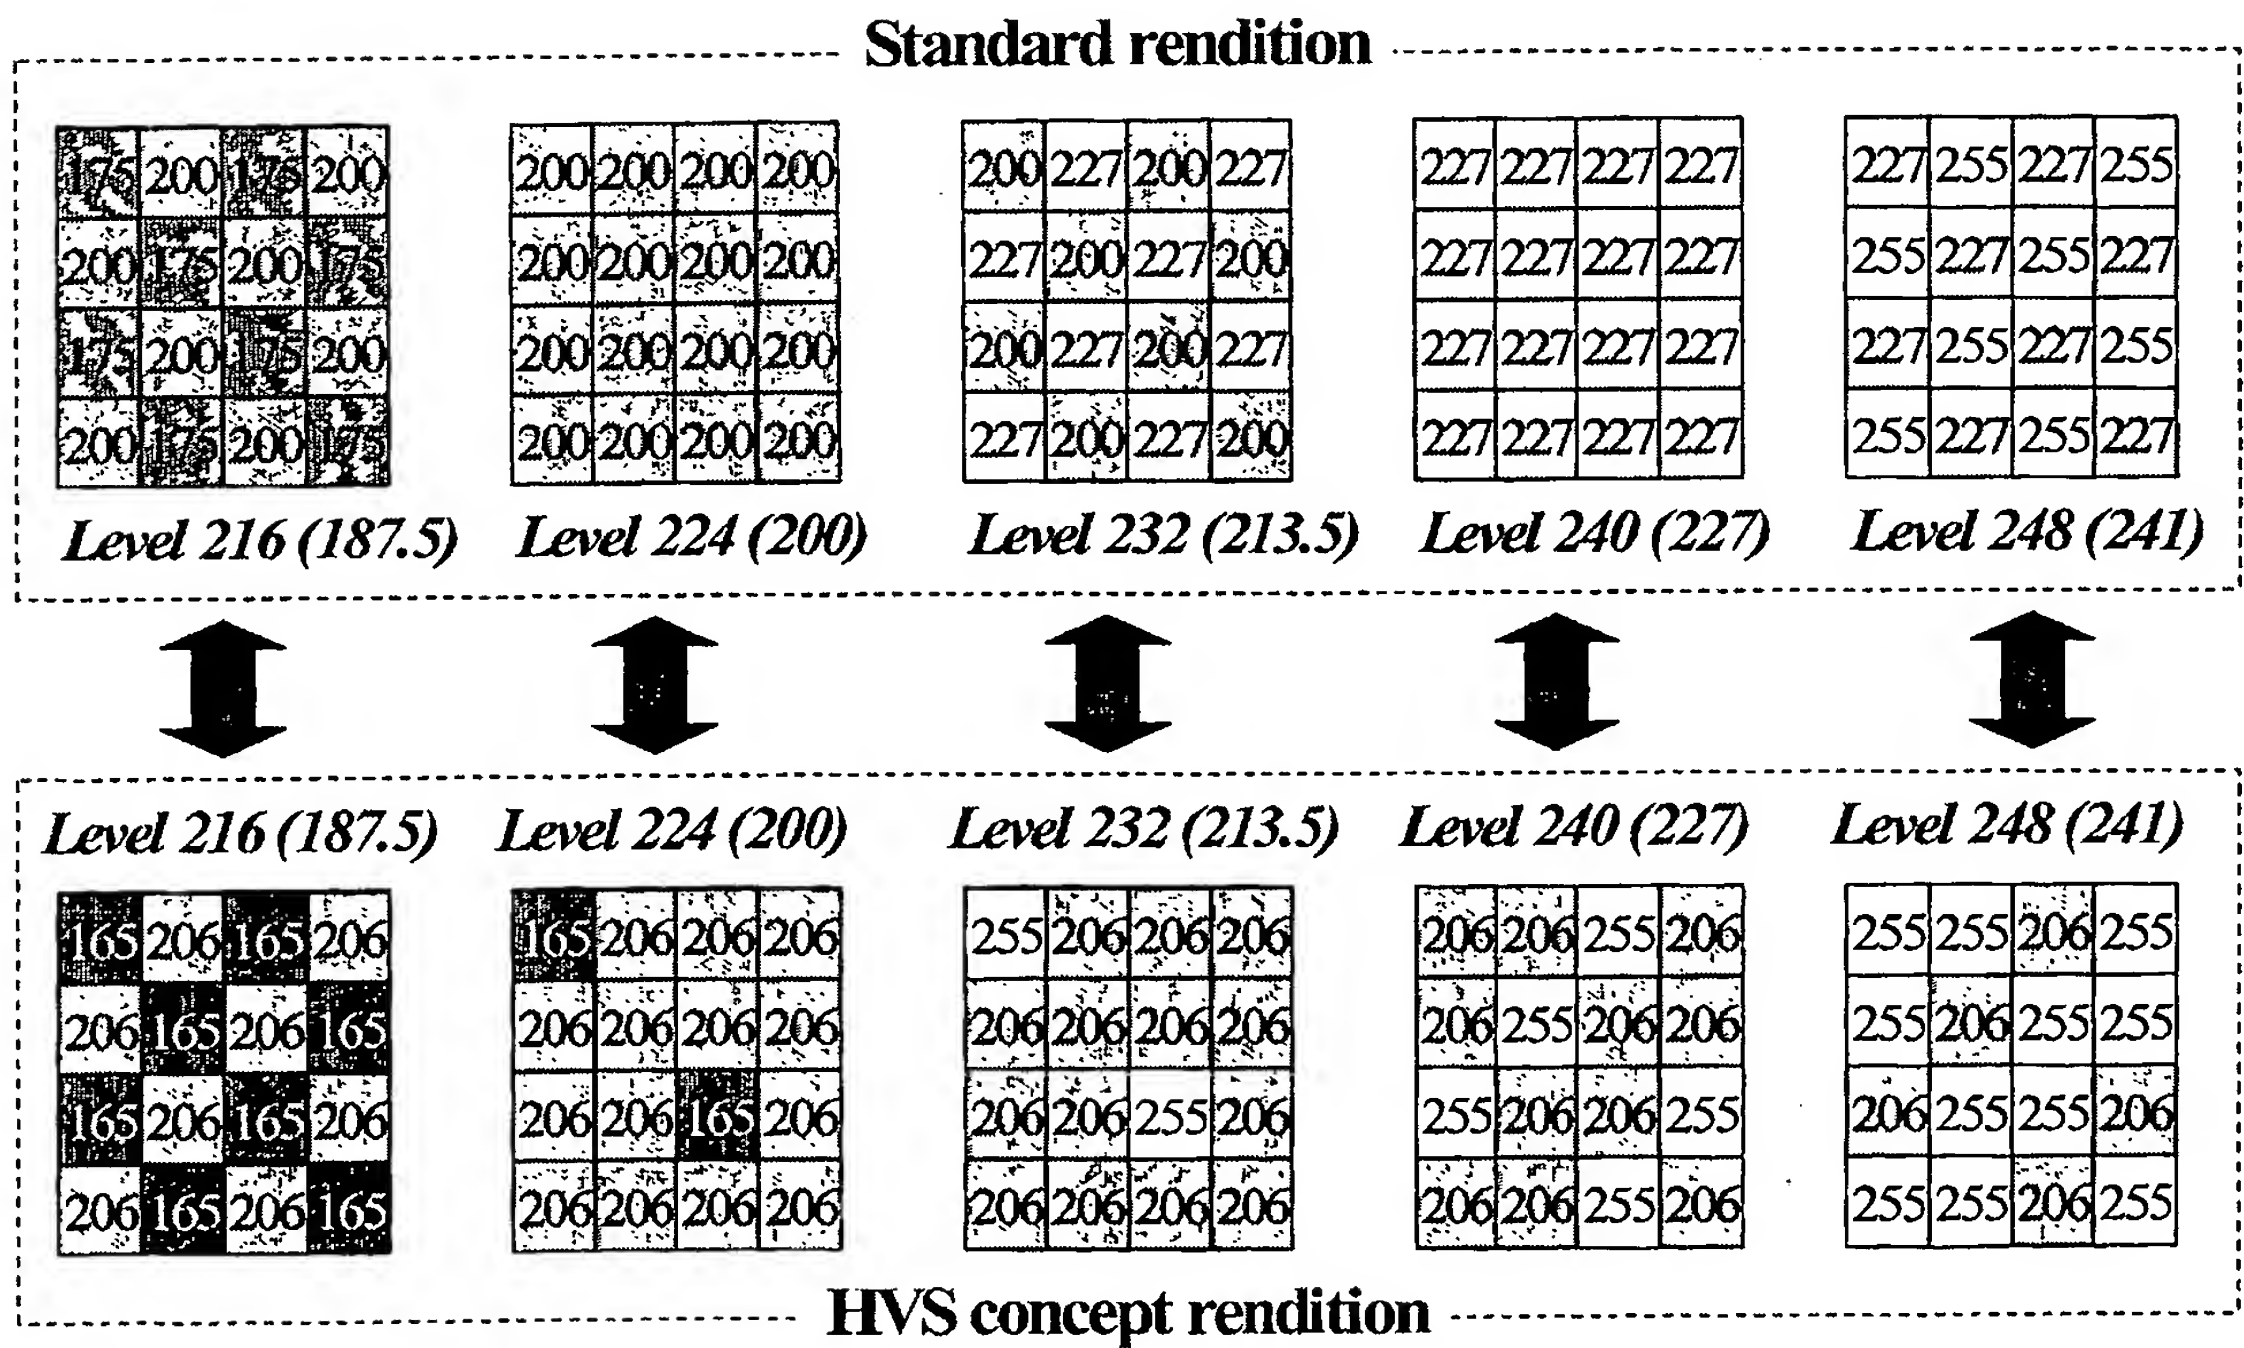 Standard rendition
175 200 175 200 200 200 200 200 200 227 200 227 227 227 227 227 227 255 227 255
200 175 200 175 200 200 200 200 227 200 227 200 227 227 227 227 255 227 255 227
175 200 175 200 200 200 200 200 200 227 200 227 227 227 227 227 227 255 227 255
200 175 200 175 200 200 200 200 227 200 227 200 227 227 227 227 255 227 255 227
Level 216 (187.5) Level 224 (200) Level 232 (213.5) Level 240 (227) Level 248 (241)
Level 216 (187.5) Level 224 (200) Level 232 (213.5) Level 240 (227) Level 248 (241)
165 206 165 206 165 206 206 206 255 206 206 206 206 206 255 206 255 255 206 255
206 165 206 165 206 206 206 206 206 206 206 206 206 255 206 206 255 206 255 255
165 206 165 206 206 206 165 206 206 206 255 206 255 206 206 255 206 255 255 206
206 165 206 165 206 206 206 206 206 206 206 206 206 206 255 206 255 255 206 255
HVS concept rendition